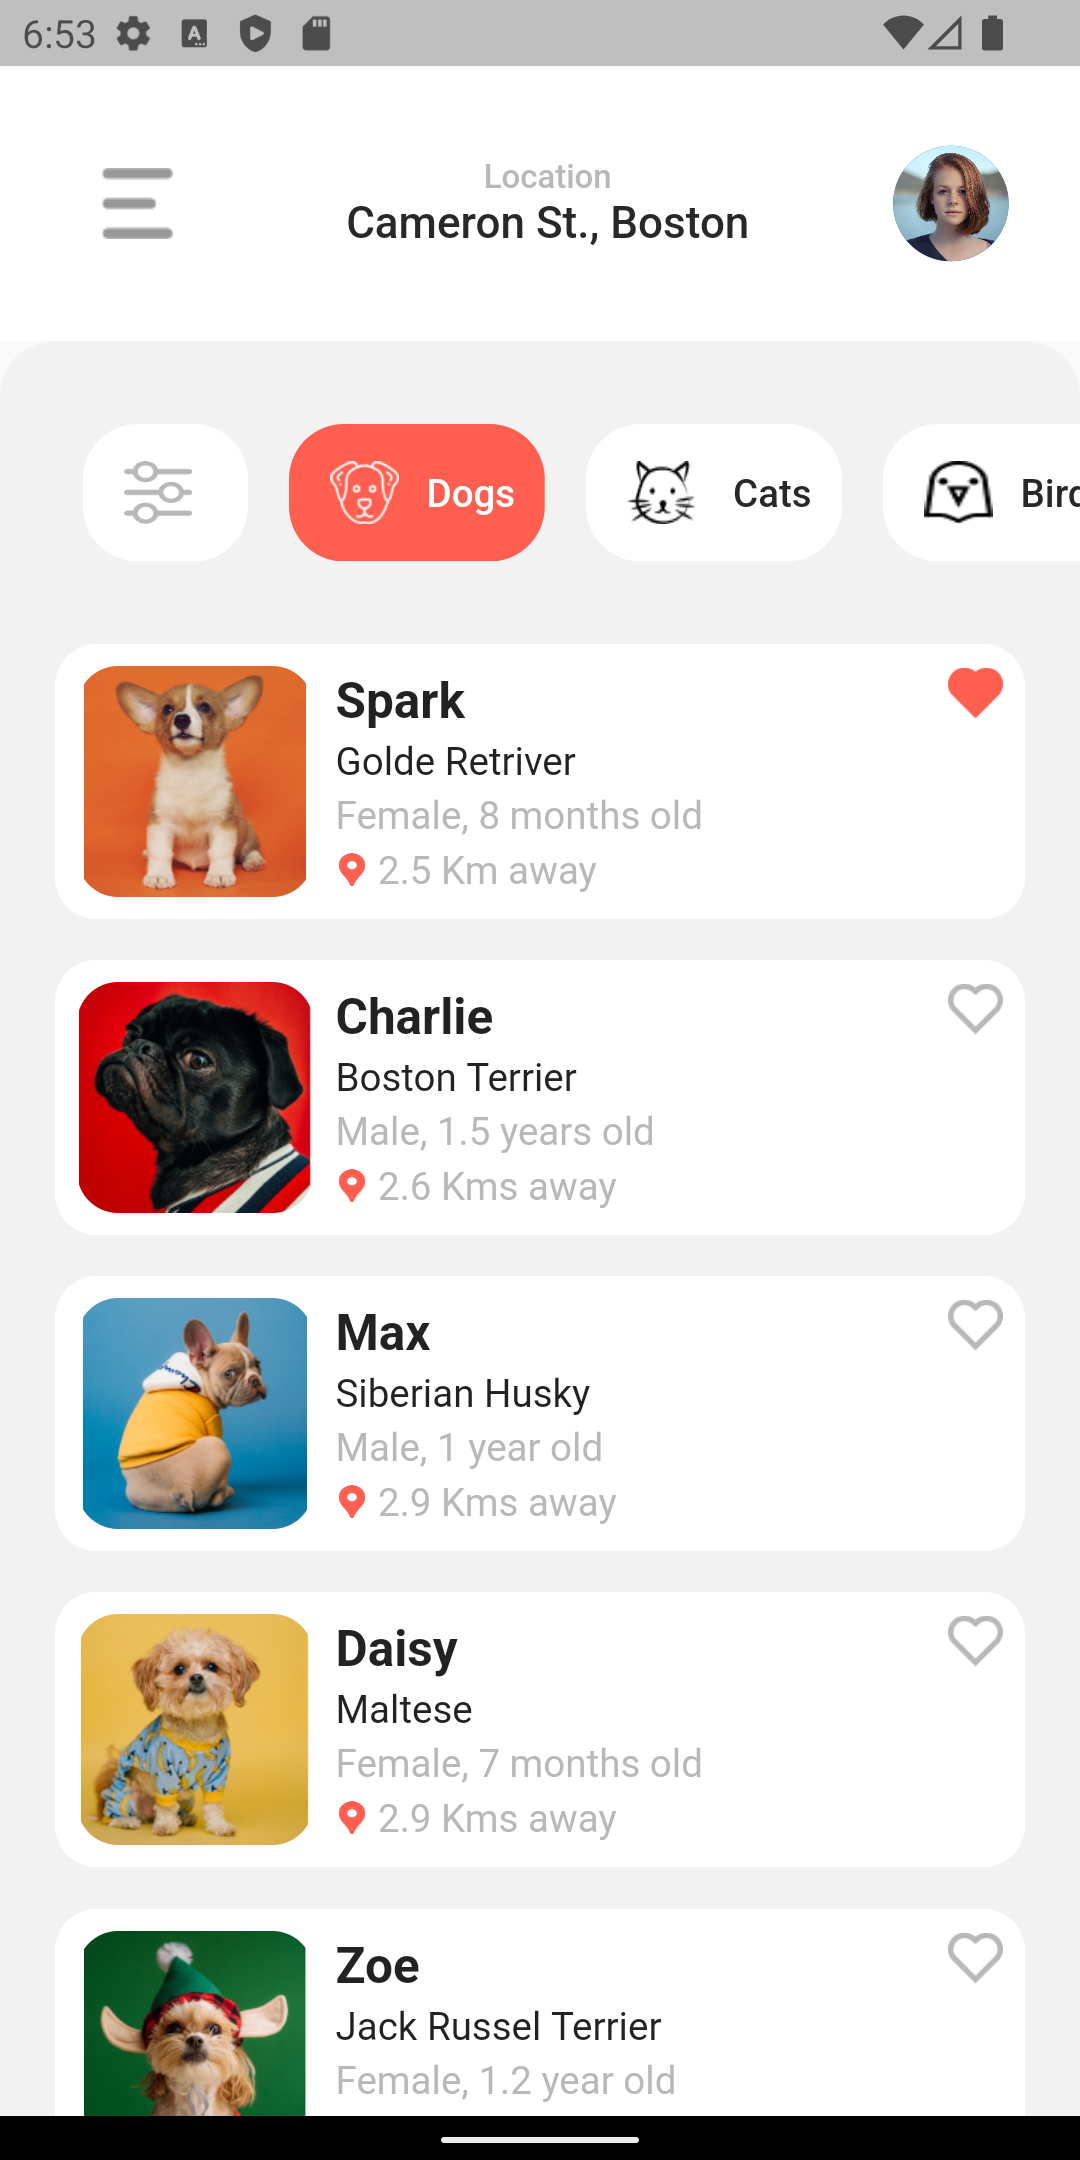 6:53
Location
Cameron St., Boston
Dogs
Cats
Bird
Spark
Golde Retriver
Female, 8 months old
2.5 Km away
Charlie
Boston Terrier
Male, 1.5 years old
2.6 Kms away
Max
Siberian Husky
Male, 1 year old
2.9 Kms away
Daisy
Maltese
Female, 7 months old
2.9 Kms away
Zoe
Jack Russel Terrier
Female, 1.2 year old